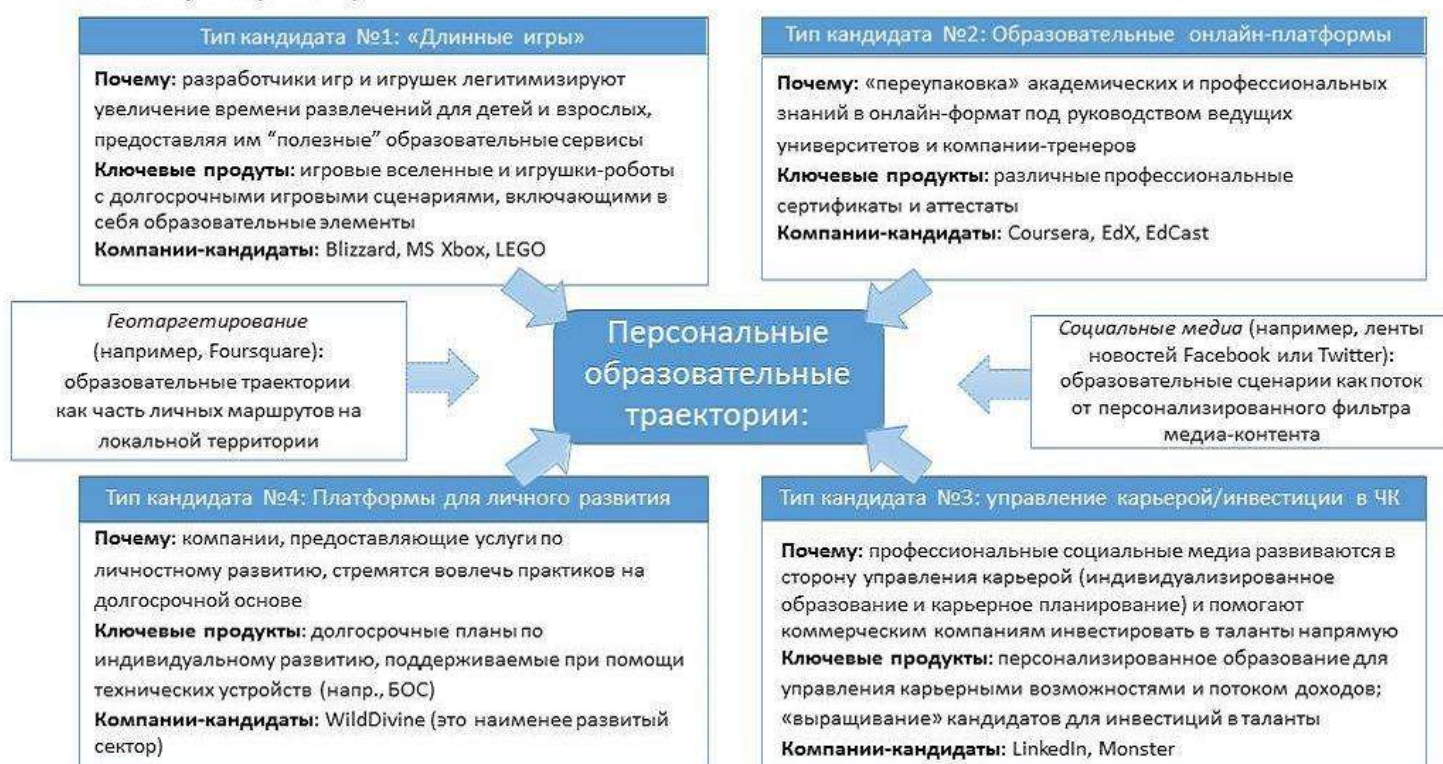 Тип кандидата №1: «Длинные игры»
Почему: разработчики игр и игрушек легитимизируют
увеличение времени развлечений для детей и взрослых,
предоставляя им “полезные” образовательные сервисы
Ключевые продуты: игровые вселенные и игрушки-роботы
с долгосрочными игровыми сценариями, включающими в
себя образовательные элементы
Компании-кандидаты: Blizzard, MS Xbox, LEGO
Тип кандидата №2: Образовательные онлайн-платформы
Почему: «переупаковка» академических и профессиональных
знаний в онлайн-формат под руководством ведущих
университетов и компании-тренеров
Ключевые продукты: различные профессиональные
сертификаты и аттестаты
Компании-кандидаты: Coursera, EdX, EdCast
Геотаргетирование
(например, Foursquare):
образовательные траектории
как часть личных маршрутов на
локальной территории
Персональные
образовательные
траектории:
Социальные медиа (например, ленты
новостей Facebook или Twitter):
образовательные сценарии как поток
от персонализированного фильтра
медиа-контента
Тип кандидата №4: Платформы для личного развития
Почему: компании, предоставляющие услуги по
личностному развитию, стремятся вовлечь практиков на
долгосрочной основе
Ключевые продукты: долгосрочные планы по
индивидуальному развитию, поддерживаемые при помощи
технических устройств (напр., БОС)
Компании-кандидаты: WildDivine (это наименее развитый
сектор)
Тип кандидата №3: управление карьерой/инвестиции в ЧК
Почему: профессиональные социальные медиа развиваются в
сторону управления карьерой (индивидуализированное
образование и карьерное планирование) и помогают
коммерческим компаниям инвестировать в таланты напрямую
Ключевые продукты: персонализированное образование для
управления карьерными возможностями и потоком доходов;
«выращивание» кандидатов для инвестиций в таланты
Компании-кандидаты: LinkedIn, Monster